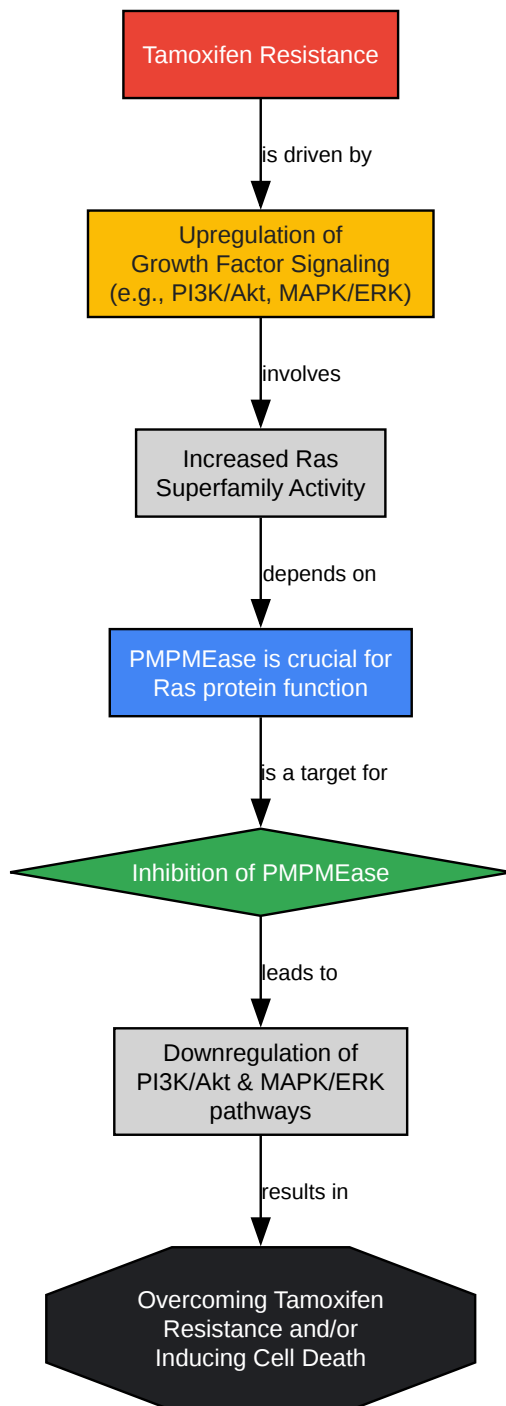 Tamoxifen Resistance
is driven by
Upregulation of
Growth Factor Signaling
(e.g., PI3K/Akt, MAPK/ERK)
involves
Increased Ras
Superfamily Activity
depends on
PMPMEase is crucial for
Ras protein function
is a target for
Inhibition of PMPMEase
leads to
Downregulation of
PI3K/Akt & MAPK/ERK
pathways
results in
Overcoming Tamoxifen
Resistance and/or
Inducing Cell Death